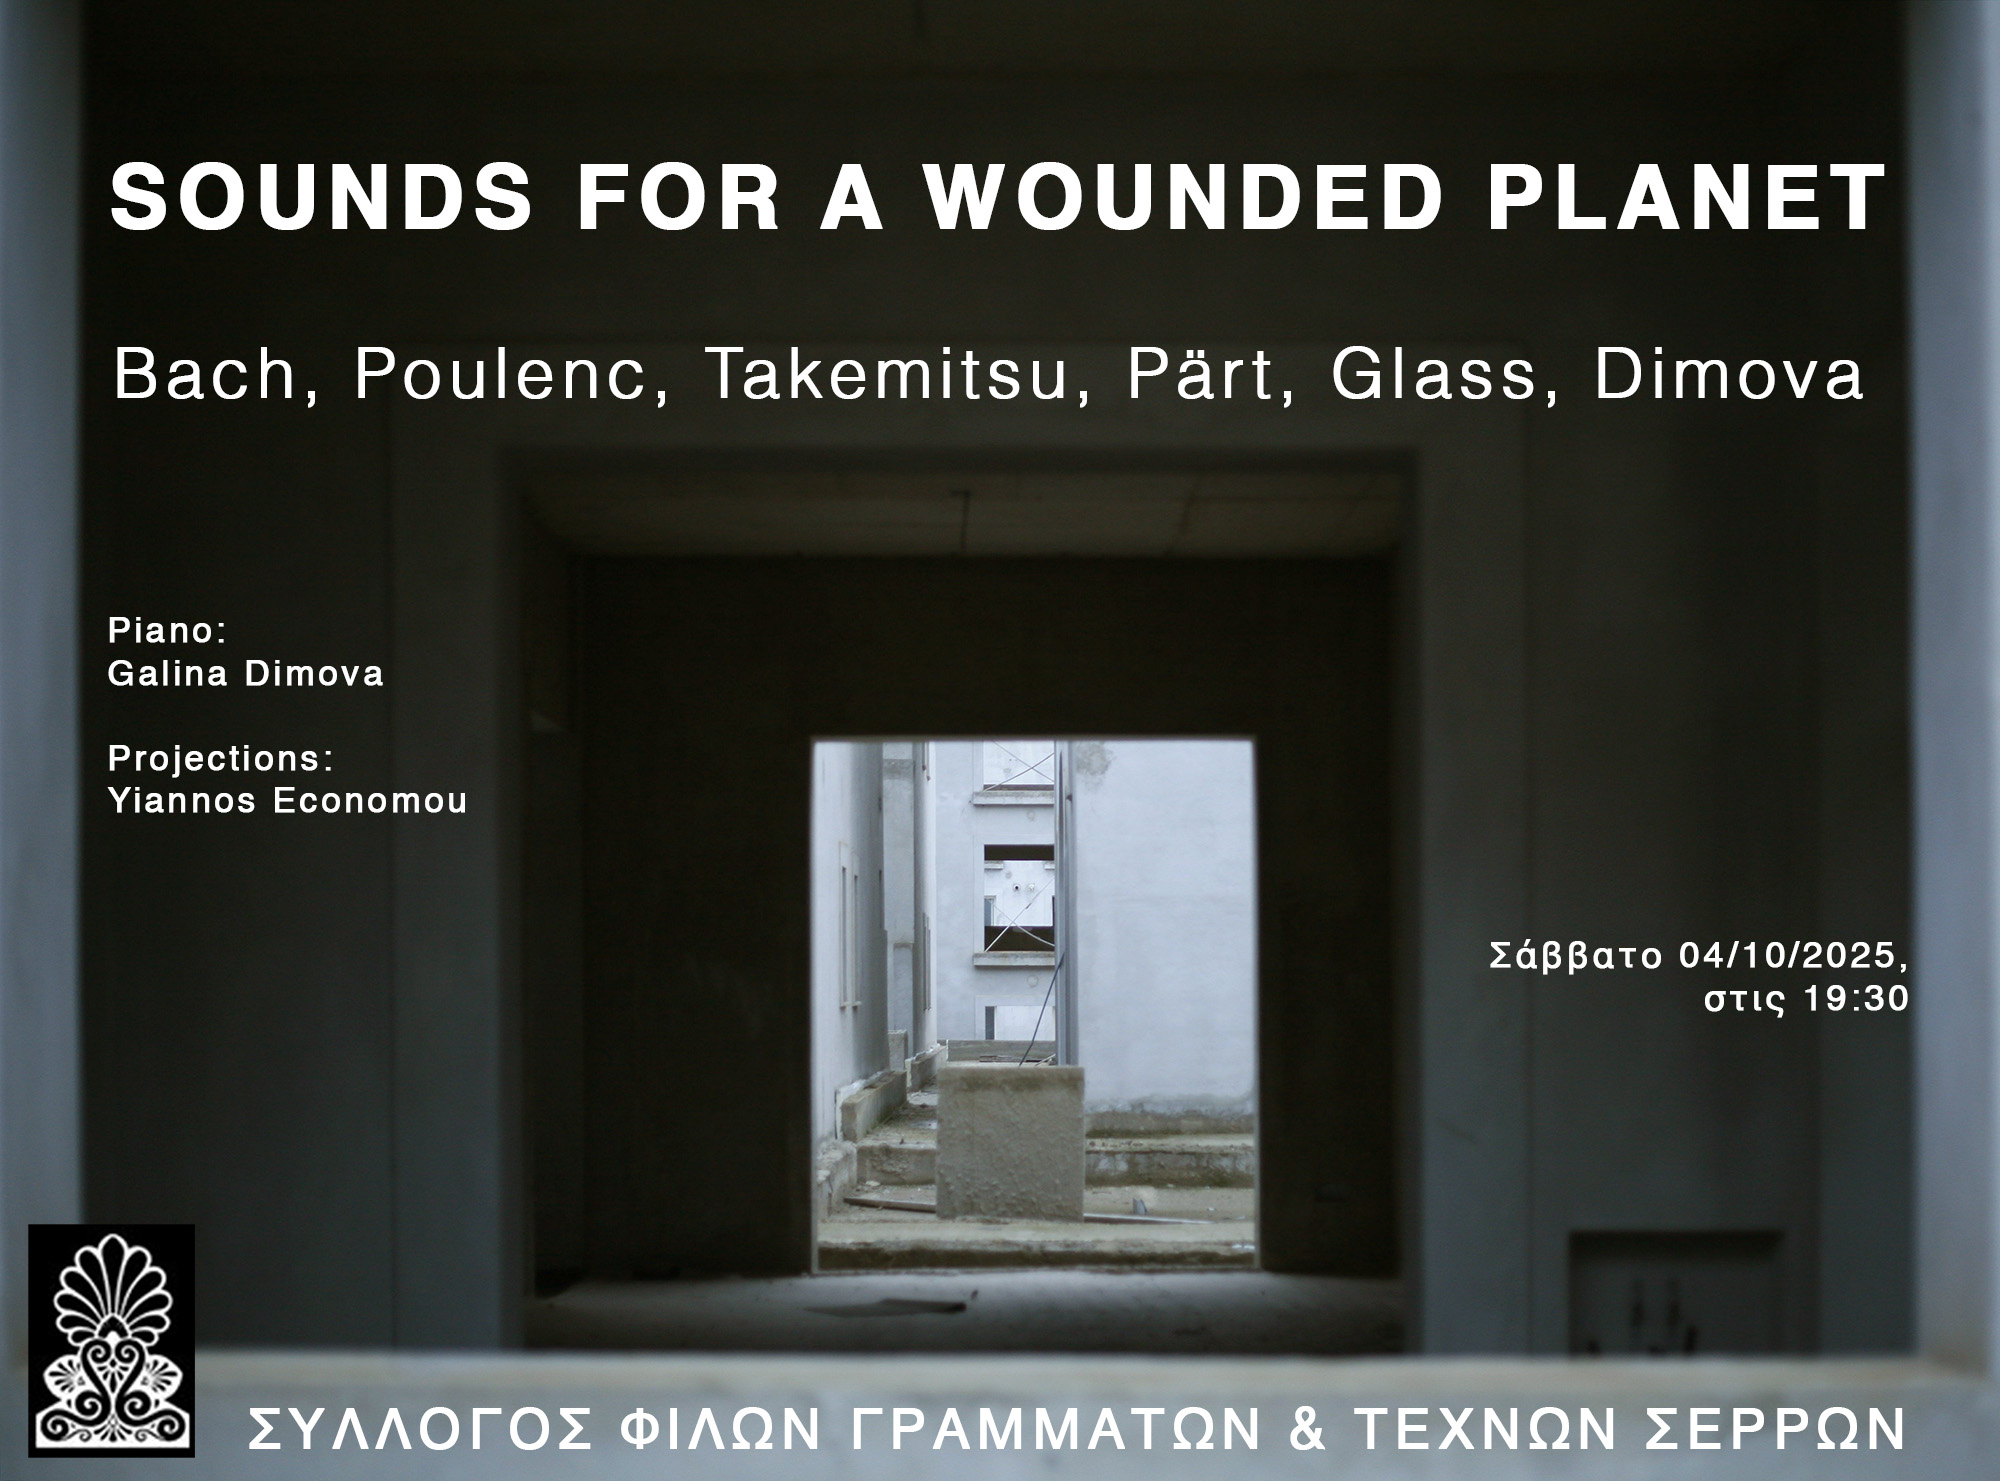 SOUNDS FOR A WOUNDED PLANET
Bach, Poulenc, Takemitsu, Pärt, Glass, Dimova
Piano:
Galina Dimova
Projections:
Yiannos Economou
Σάββατο 04/10/2025,
στις 19:30
ΣΥΛΛΟΓΟΣ ΦΙΛΩΝ ΓΡΑΜΜΑΤΩΝ & ΤΕΧΝΩΝ ΣΕΡΡΩΝ